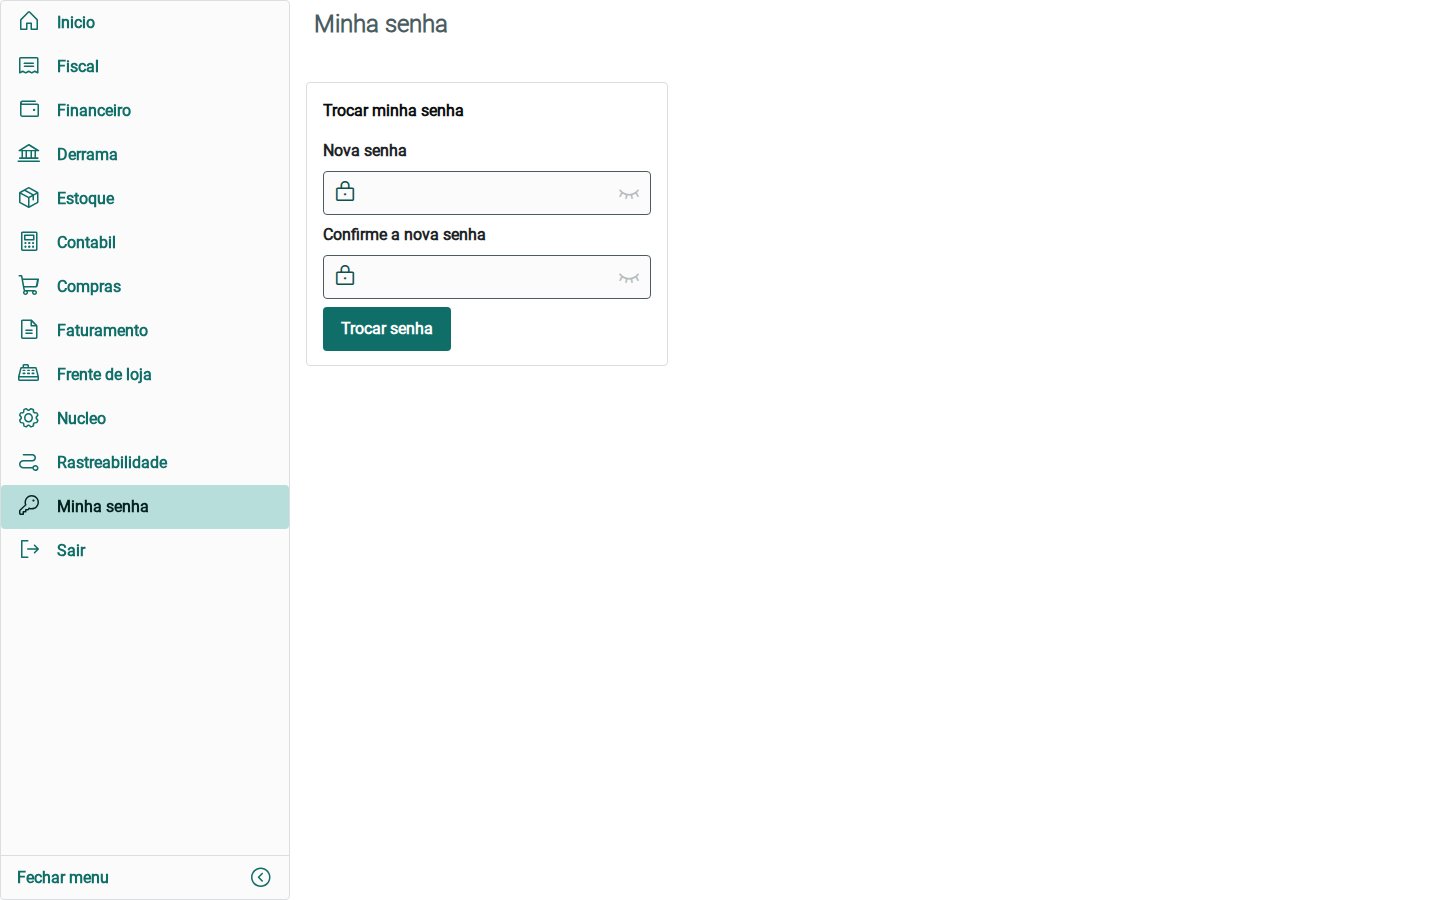 Inicio
Fiscal
Financeiro
Derrama
Estoque
Contabil
Compras
Faturamento
Frente de loja
Nucleo
Rastreabilidade
Minha senha
Sair
Fechar menu
Minha senha
Trocar minha senha
Nova senha
Confirme a nova senha
Trocar senha